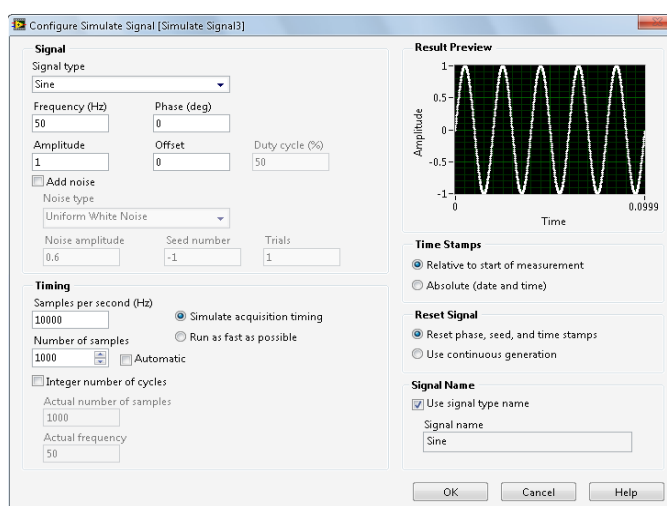 Configure Simulate Signal [Simulate Signal3]
Signal
Signal type
Sine
Frequency (Hz) Phase (deg)
50 0
Amplitude Offset Duty cycle (%)
1 0 50
Add noise
Noise type
Uniform White Noise
Noise amplitude Seed number Trials
0.6 -1 1
Timing
Samples per second (Hz)
10000
Simulate acquisition timing
Run as fast as possible
Number of samples
1000 Automatic
Integer number of cycles
Actual number of samples
1000
Actual frequency
50
Result Preview
Amplitude
1
0.5
0
-0.5
-1
0 0.0999
Time
Time Stamps
Relative to start of measurement
Absolute (date and time)
Reset Signal
Reset phase, seed, and time stamps
Use continuous generation
Signal Name
Use signal type name
Signal name
Sine
OK Cancel Help